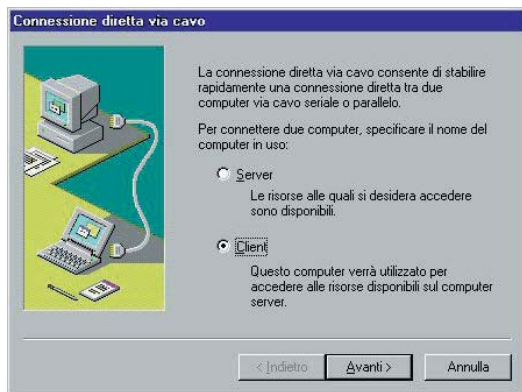 Connessione diretta via cavo
La connessione diretta via cavo consente di stabilire
rapidamente una connessione diretta tra due
computer via cavo seriale o parallelo.
Per connettere due computer, specificare il nome del
computer in uso:
Server
Le risorse alle quali si desidera accedere
sono disponibili.
Client
Questo computer verrà utilizzato per
accedere alle risorse disponibili sul computer
server.
< Indietro
Avanti >
Annulla